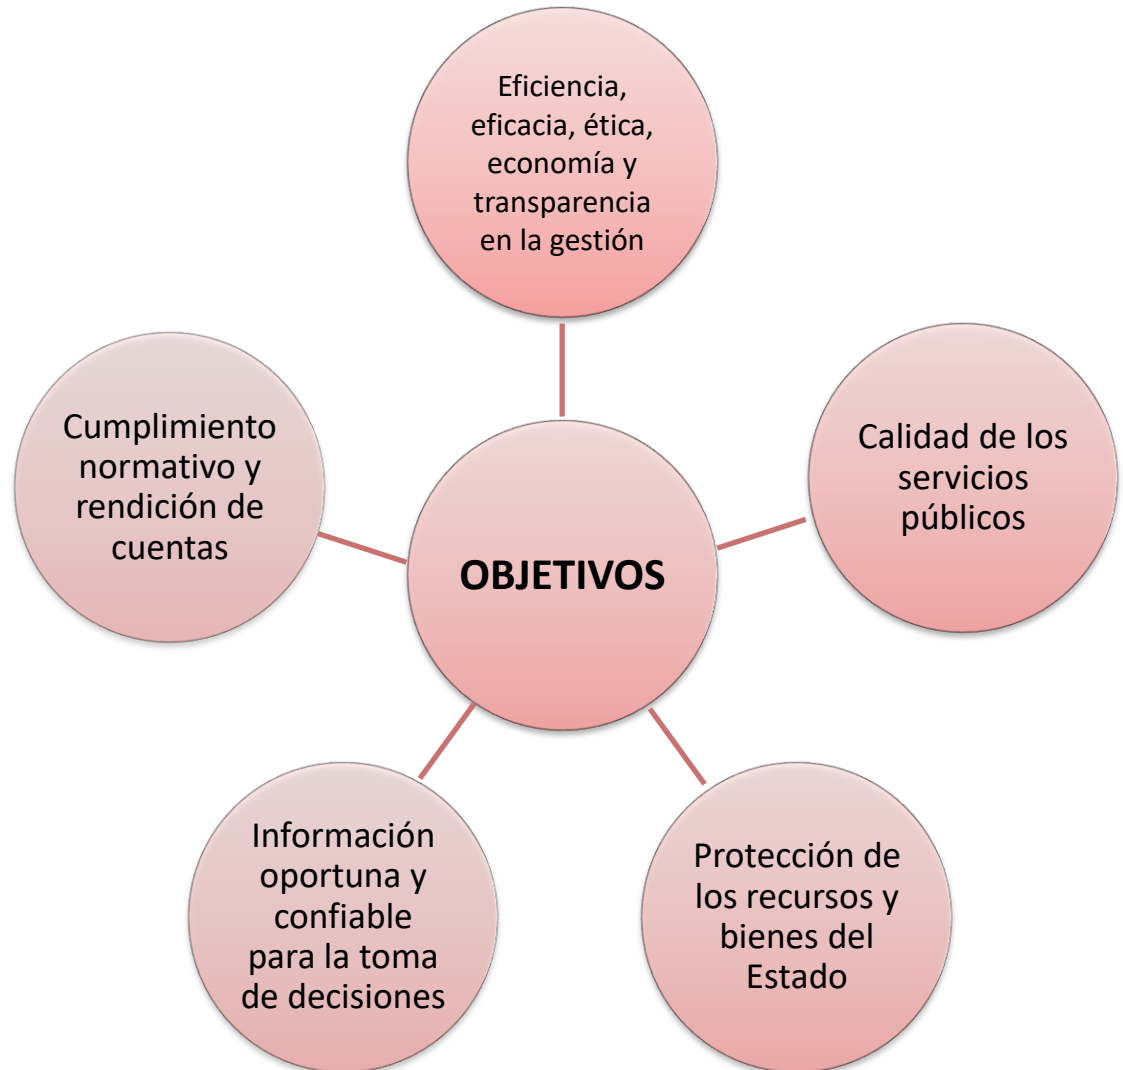 Eficiencia,
eficacia, ética,
economía y
transparencia
en la gestión
Calidad de los
servicios
públicos
Protección de
los recursos y
bienes del
Estado
Información
oportuna y
confiable
para la toma
de decisiones
Cumplimiento
normativo y
rendición de
cuentas
OBJETIVOS